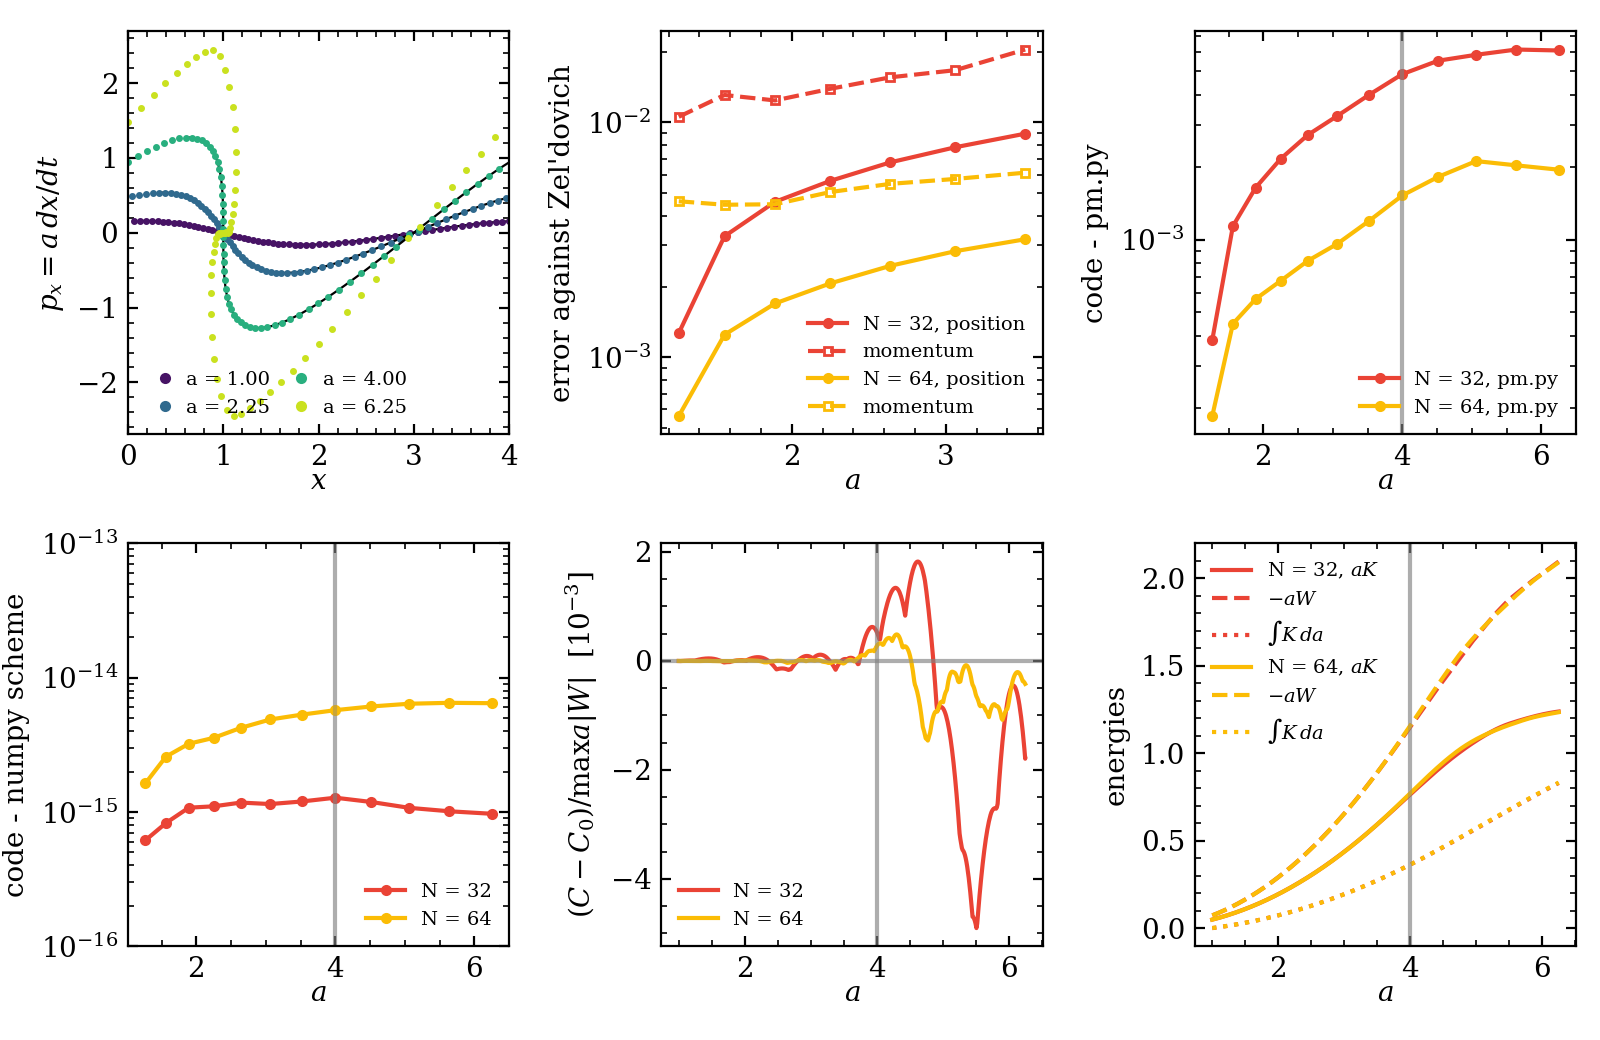 p_x = a dx/dt
2
1
0
−1
−2
a = 1.00
a = 2.25
a = 4.00
a = 6.25
0 1 2 3 4
x
error against Zel'dovich
10^{−2}
10^{−3}
N = 32, position
momentum
N = 64, position
momentum
2 3
a
code - pm.py
10^{−3}
N = 32, pm.py
N = 64, pm.py
2 4 6
a
code - numpy scheme
10^{−13}
10^{−14}
10^{−15}
10^{−16}
N = 32
N = 64
2 4 6
a
(C − C_0)/maxa|W| [10^{−3}]
2
0
−2
−4
N = 32
N = 64
2 4 6
a
energies
2.0
1.5
1.0
0.5
0.0
N = 32, aK
−aW
∫K da
N = 64, aK
−aW
∫K da
2 4 6
a